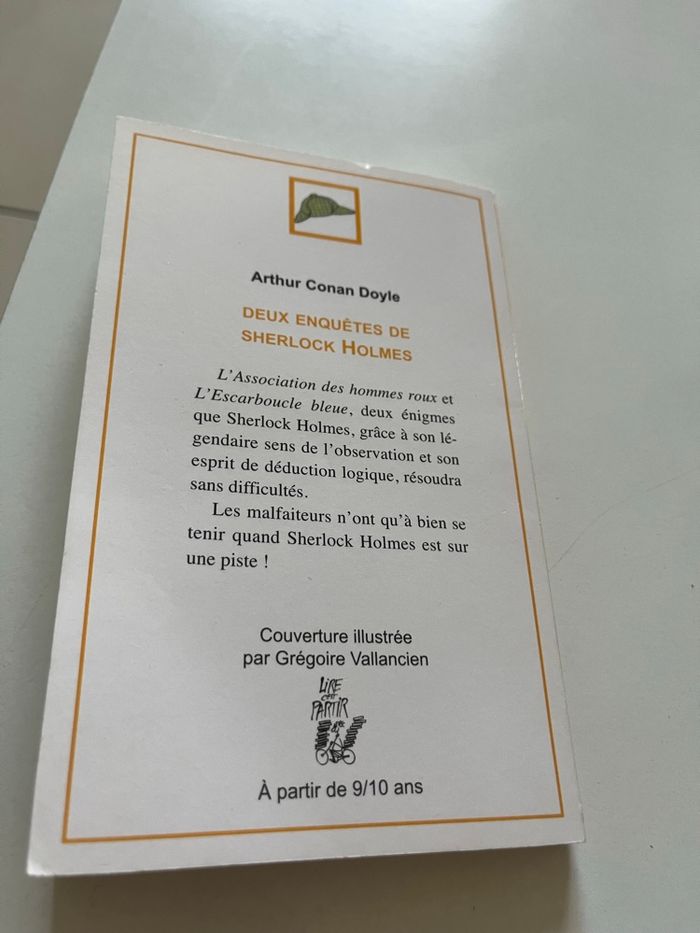 Arthur Conan Doyle
DEUX ENQUÊTES DE
SHERLOCK HOLMES
L'Association des hommes roux et
L'Escarboucle bleue, deux énigmes
que Sherlock Holmes, grâce à son lé-
gendaire sens de l'observation et son
esprit de déduction logique, résoudra
sans difficultés.
Les malfaiteurs n'ont qu'à bien se
tenir quand Sherlock Holmes est sur
une piste !
Couverture illustrée
par Grégoire Vallancien
LIRE
C'EST
PARTIR
À partir de 9/10 ans